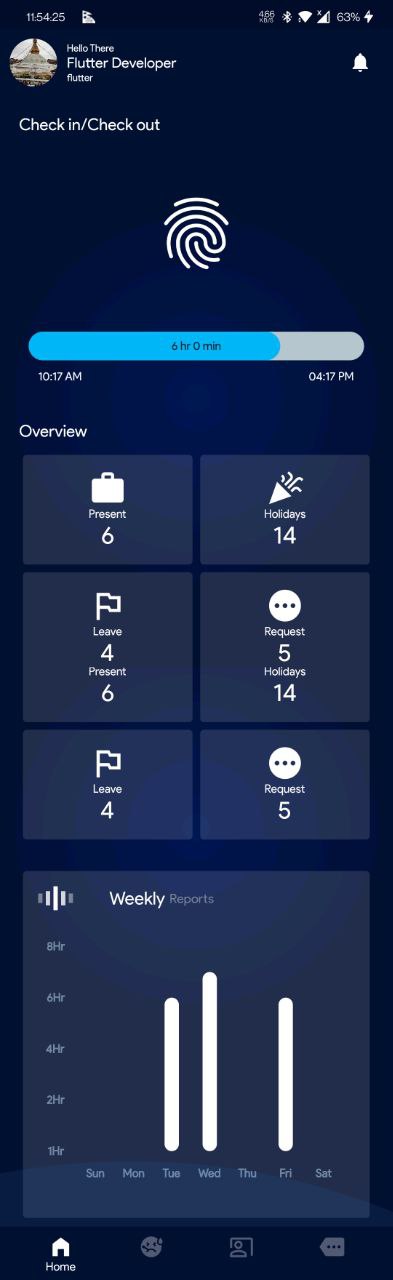 11:54:25 4.66 KB/S 63%
Hello There
Flutter Developer
flutter
Check in/Check out
6 hr 0 min
10:17 AM 04:17 PM
Overview
Present Holidays
6 14
Leave Request
4 5
Present Holidays
6 14
Leave Request
4 5
Weekly Reports
8Hr
6Hr
4Hr
2Hr
1Hr
Sun Mon Tue Wed Thu Fri Sat
Home